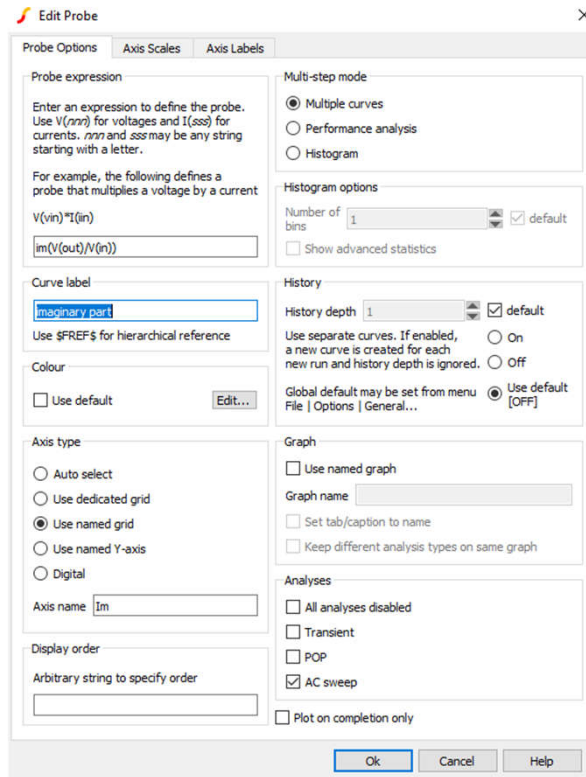 Edit Probe
Probe Options
Axis Scales
Axis Labels
Probe expression
Enter an expression to define the probe.
Use V(nnn) for voltages and I(sss) for
currents. nnn and sss may be any string
starting with a letter.
For example, the following defines a
probe that multiplies a voltage by a current
V(vin)*I(iin)
im(V(out)/V(in))
Curve label
imaginary part
Use $FREF$ for hierarchical reference
Colour
Use default
Edit...
Axis type
Auto select
Use dedicated grid
Use named grid
Use named Y-axis
Digital
Axis name
Im
Display order
Arbitrary string to specify order
Multi-step mode
Multiple curves
Performance analysis
Histogram
Histogram options
Number of
bins
1
default
Show advanced statistics
History
History depth
1
default
Use separate curves. If enabled,
a new curve is created for each
new run and history depth is ignored.
On
Off
Global default may be set from menu
File | Options | General...
Use default
[OFF]
Graph
Use named graph
Graph name
Set tab/caption to name
Keep different analysis types on same graph
Analyses
All analyses disabled
Transient
POP
AC sweep
Plot on completion only
Ok
Cancel
Help